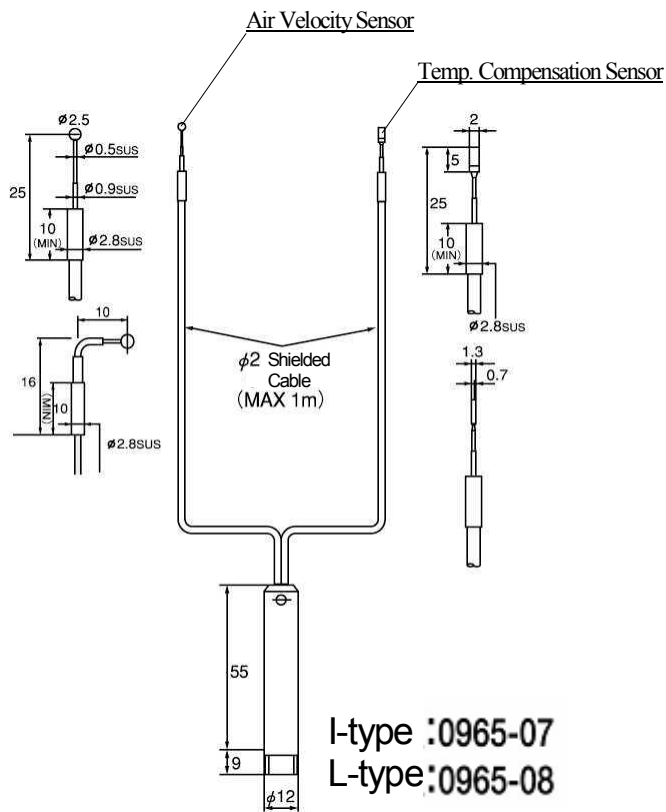 Air Velocity Sensor
Temp. Compensation Sensor
ø2.5
ø0.5SUS
ø0.9SUS
25
10
(MIN)
ø2.8SUS
2
5
25
10
(MIN)
ø2.8SUS
10
16
(MIN)
10
ø2.8SUS
ϕ2 Shielded
Cable
(MAX 1m)
1.3
0.7
55
9
ϕ12
I-type :0965-07
L-type:0965-08